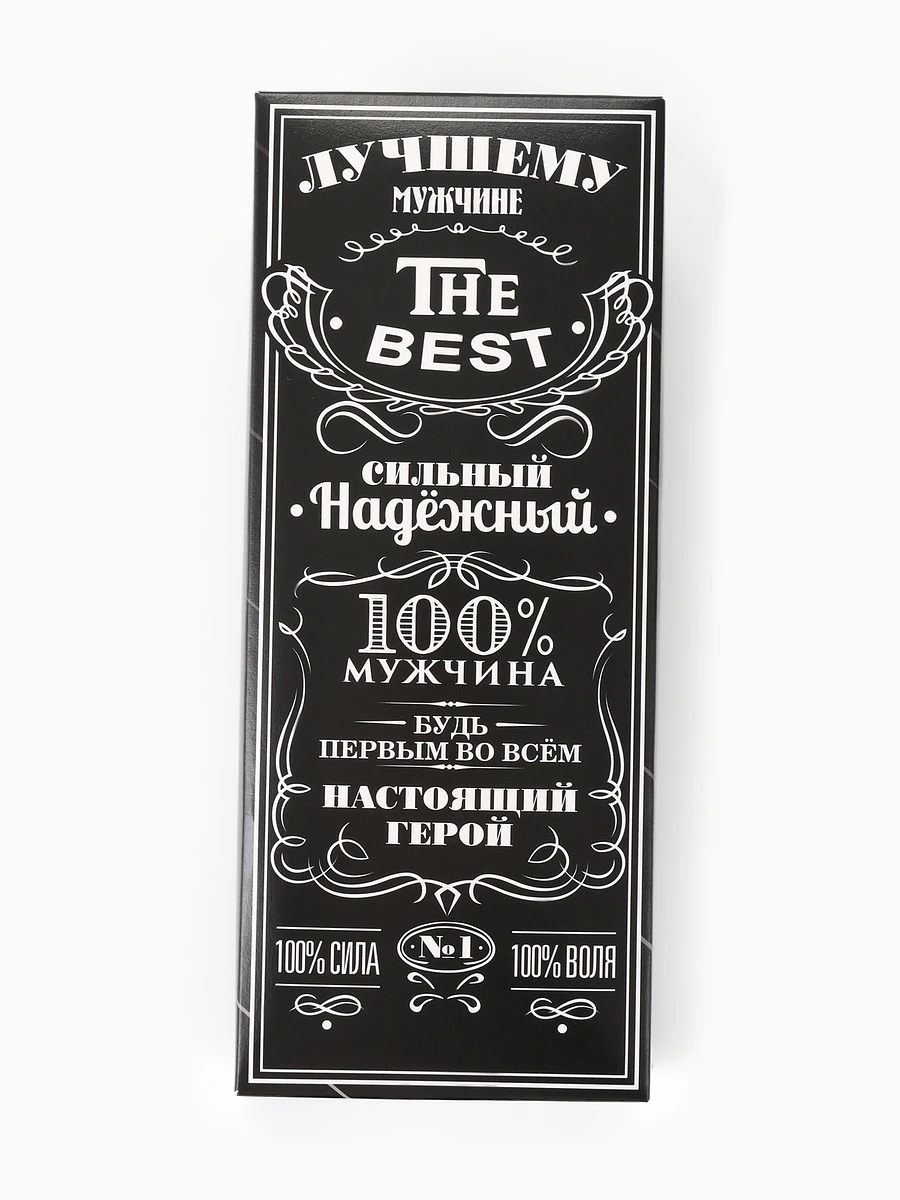 ЛУЧШЕМУ
МУЖЧИНЕ
THE
BEST
СИЛЬНЫЙ
Надёжный
100%
МУЖЧИНА
БУДЬ
ПЕРВЫМ ВО ВСЁМ
НАСТОЯЩИЙ
ГЕРОЙ
100% СИЛА
№1
100% ВОЛЯ